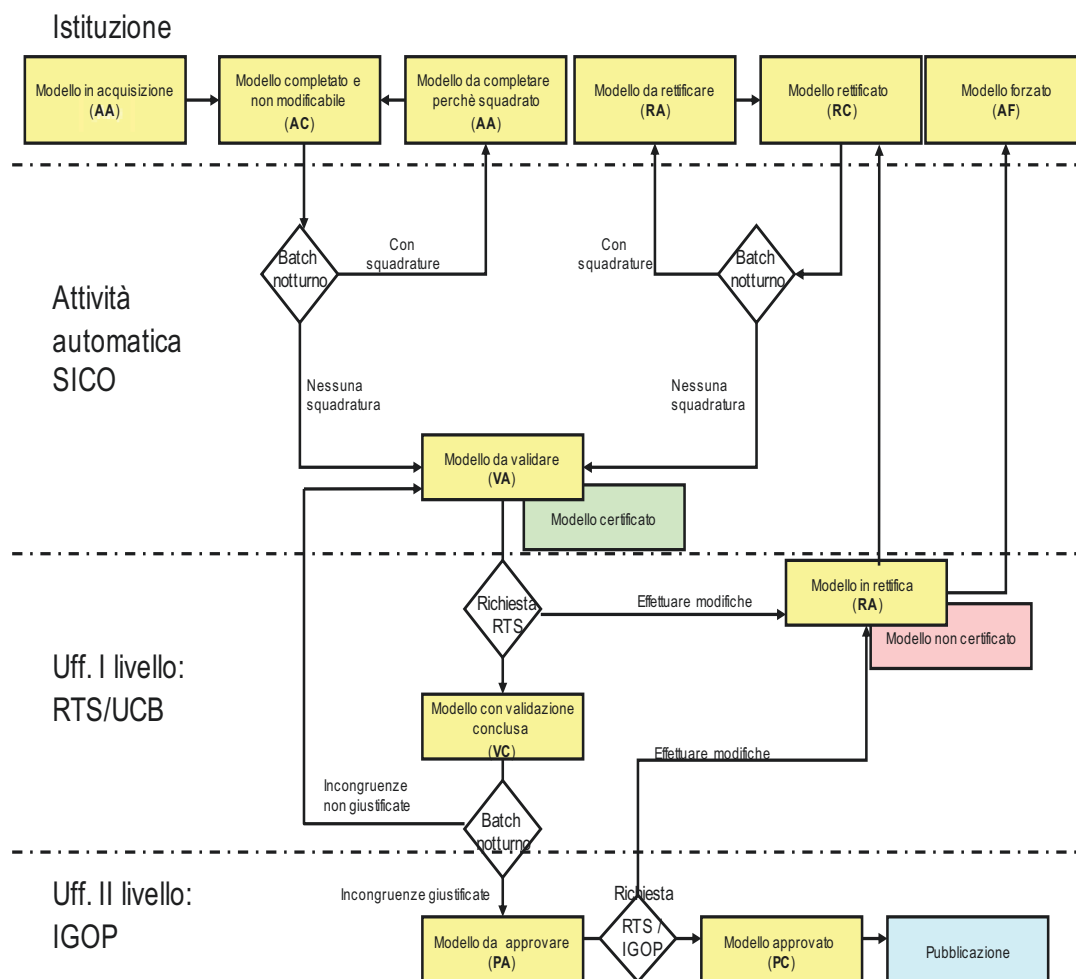 Istituzione
Modello in acquisizione
(AA)
Modello completato e
non modificabile
(AC)
Modello da completare
perchè squadrato
(AA)
Modello da rettificare
(RA)
Modello rettificato
(RC)
Modello forzato
(AF)
Attività
automatica
SICO
Batch
notturno
Con
squadrature
Con
squadrature
Batch
notturno
Nessuna
squadratura
Nessuna
squadratura
Modello da validare
(VA)
Modello certificato
Uff. I livello:
RTS/UCB
Richiesta
RTS
Effettuare modifiche
Modello in rettifica
(RA)
Modello non certificato
Modello con validazione
conclusa
(VC)
Effettuare modifiche
Incongruenze
non giustificate
Batch
notturno
Uff. II livello:
IGOP
Incongruenze giustificate
Modello da approvare
(PA)
Richiesta
RTS /
IGOP
Modello approvato
(PC)
Pubblicazione